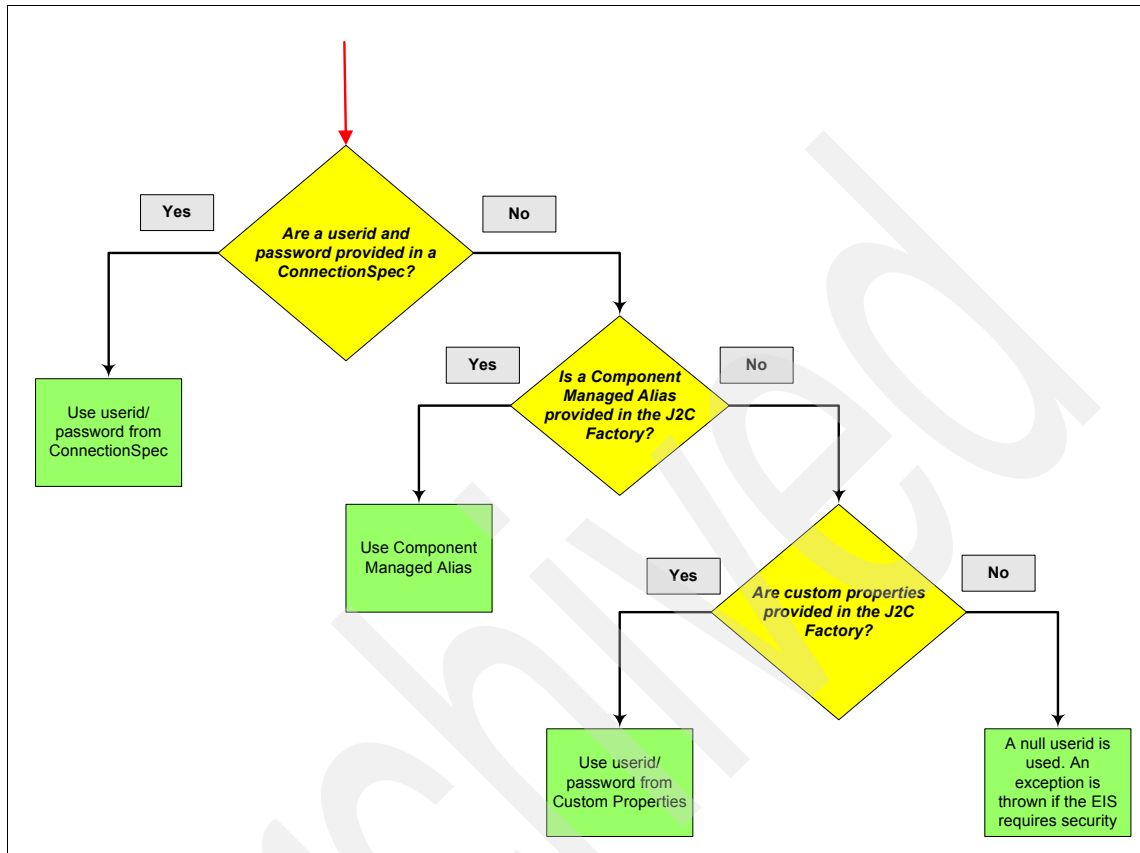 Yes
No
Are a userid and
password provided in a
ConnectionSpec?
Use userid/
password from
ConnectionSpec
Yes
No
Is a Component
Managed Alias
provided in the J2C
Factory?
Use Component
Managed Alias
Yes
No
Are custom properties
provided in the J2C
Factory?
Use userid/
password from
Custom Properties
A null userid is
used. An
exception is
thrown if the EIS
requires security